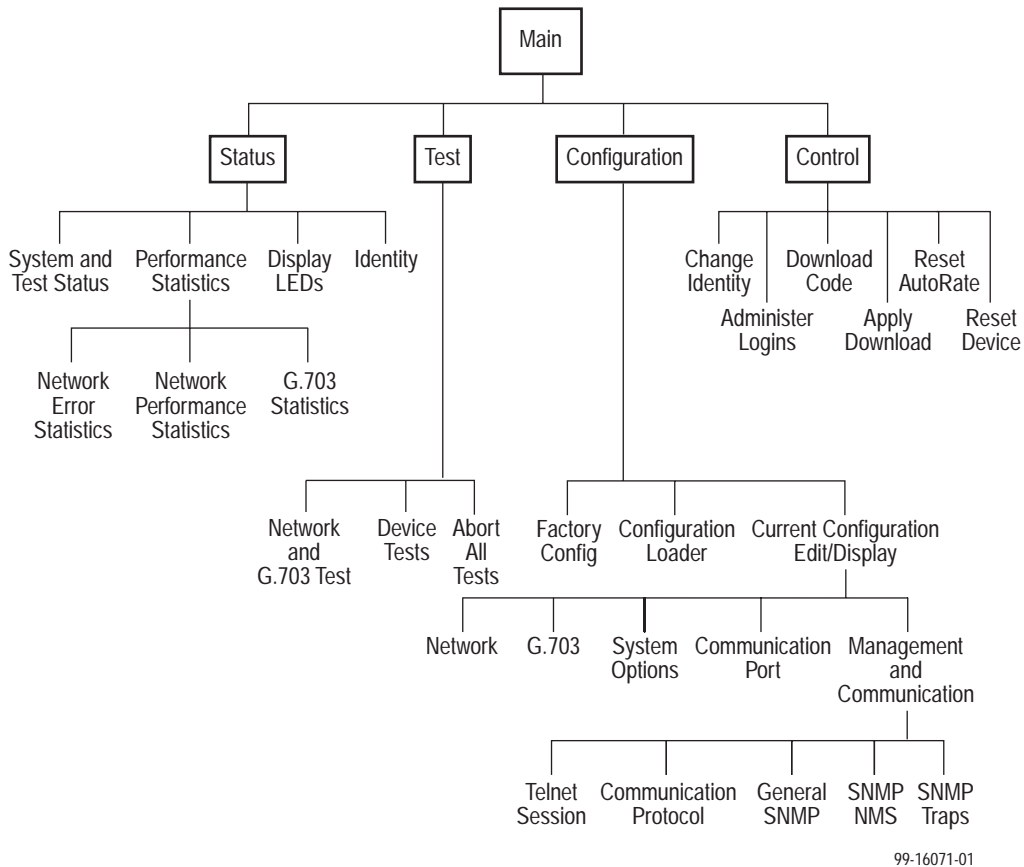 Main
Status
Test
Configuration
Control
System and
Test Status
Performance
Statistics
Display
LEDs
Identity
Change
Identity
Administer
Logins
Download
Code
Apply
Download
Reset
AutoRate
Reset
Device
Network
Error
Statistics
Network
Performance
Statistics
G.703
Statistics
Network
and
G.703 Test
Device
Tests
Abort
All
Tests
Factory
Config
Configuration
Loader
Current Configuration
Edit/Display
Network
G.703
System
Options
Communication
Port
Management
and
Communication
Telnet
Session
Communication
Protocol
General
SNMP
SNMP
NMS
SNMP
Traps
99-16071-01